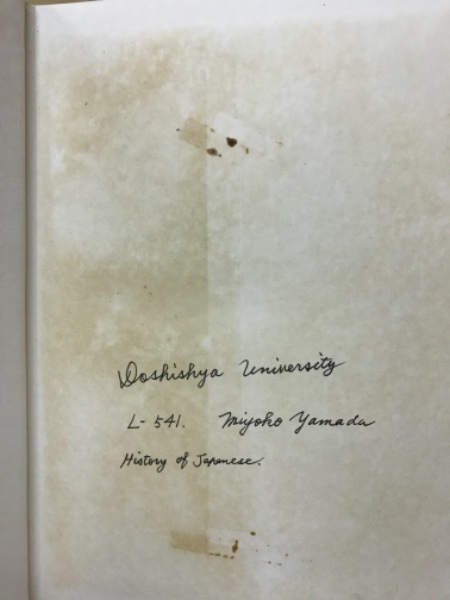 Doshishya University
L-541. Miyoko Yamada
History of Japanese.